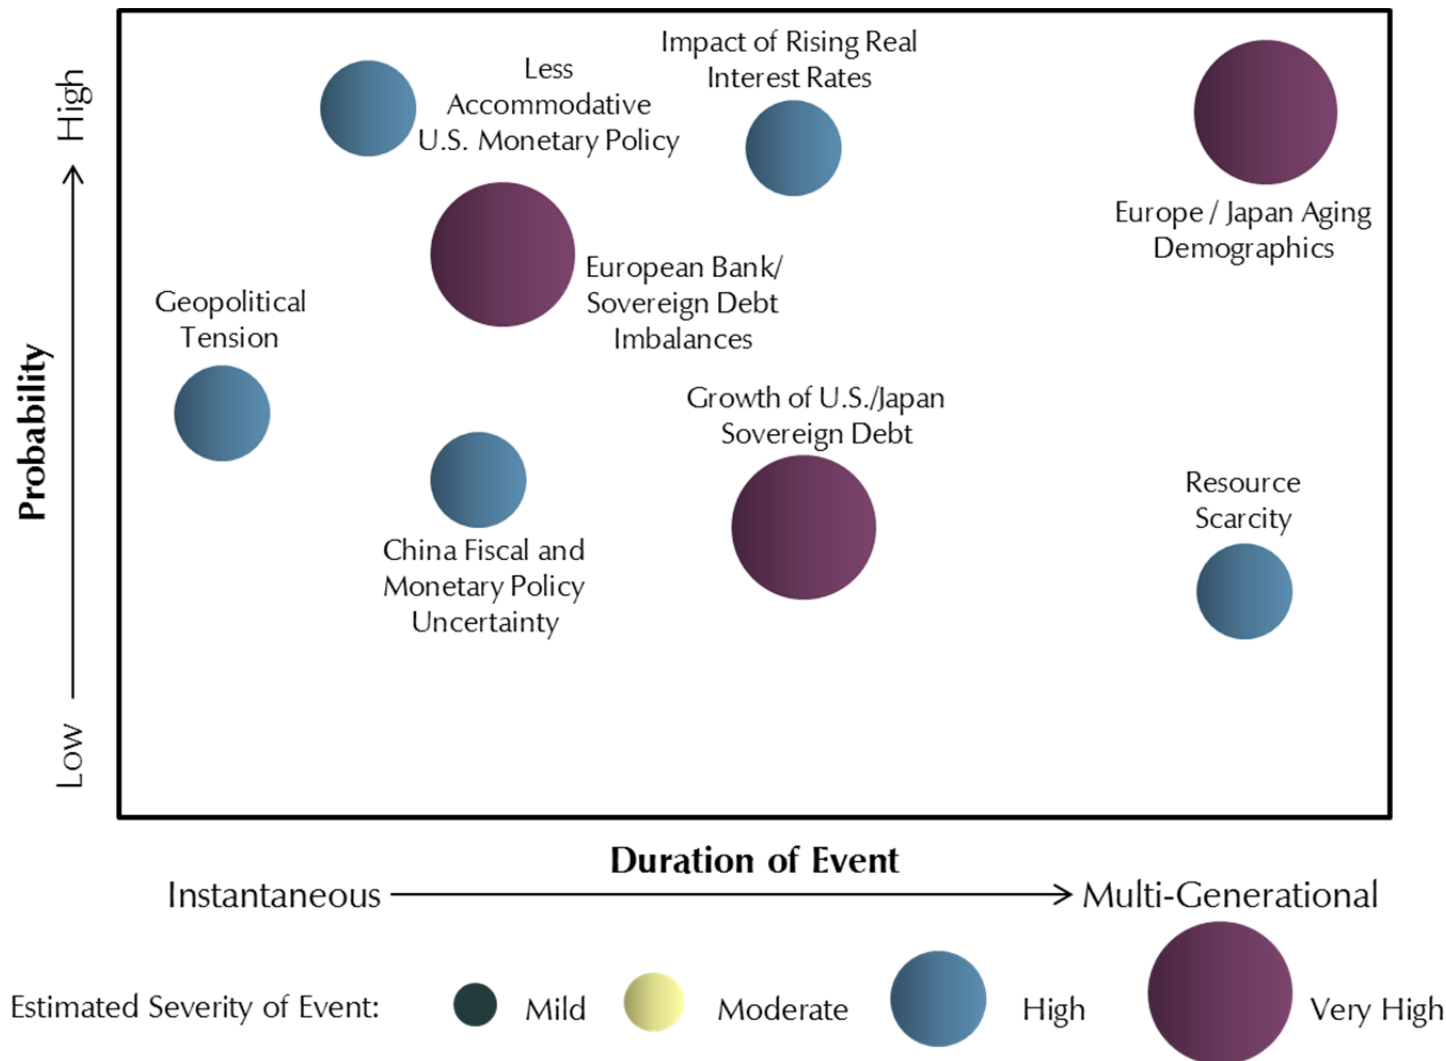 Impact of Rising Real
Interest Rates
Less
Accommodative
U.S. Monetary Policy
Europe / Japan Aging
Demographics
European Bank/
Sovereign Debt
Imbalances
Geopolitical
Tension
Growth of U.S./Japan
Sovereign Debt
Resource
Scarcity
China Fiscal and
Monetary Policy
Uncertainty
High
Probability
Low
Duration of Event
Instantaneous
Multi-Generational
Estimated Severity of Event:
Mild
Moderate
High
Very High